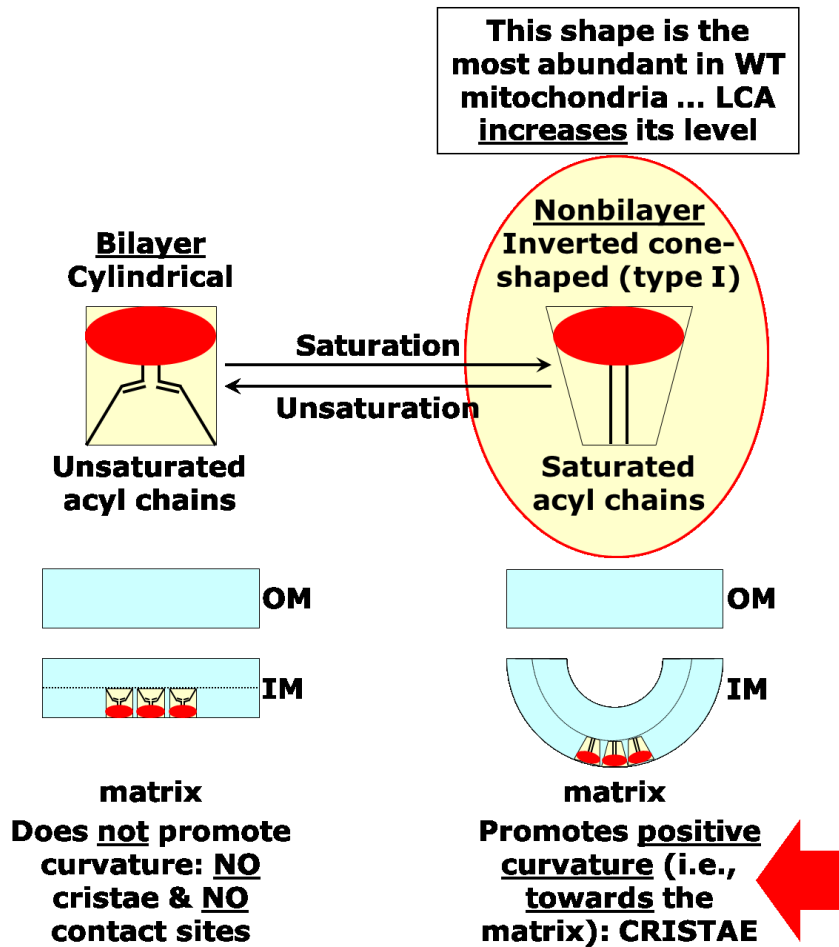 This shape is the
most abundant in WT
mitochondria ... LCA
increases its level
Bilayer
Cylindrical
Nonbilayer
Inverted cone-
shaped (type I)
Saturation
Unsaturation
Unsaturated
acyl chains
Saturated
acyl chains
OM
OM
IM
IM
matrix
Does not promote
curvature: NO
cristae & NO
contact sites
matrix
Promotes positive
curvature (i.e.,
towards the
matrix): CRISTAE